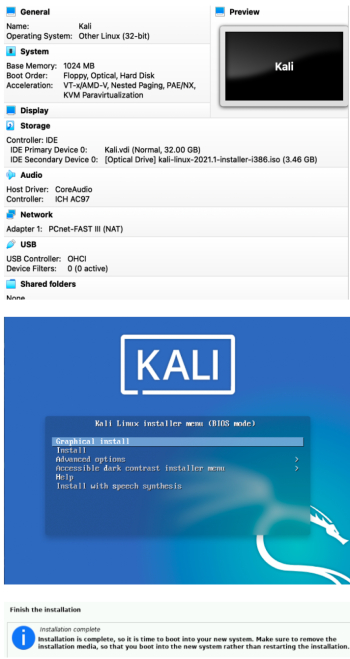 General
Preview
Name: Kali
Operating System: Other Linux (32-bit)
Kali
System
Base Memory: 1024 MB
Boot Order: Floppy, Optical, Hard Disk
Acceleration: VT-x/AMD-V, Nested Paging, PAE/NX,
KVM Paravirtualization
Display
Storage
Controller: IDE
IDE Primary Device 0: Kali.vdi (Normal, 32.00 GB)
IDE Secondary Device 0: [Optical Drive] kali-linux-2021.1-installer-i386.iso (3.46 GB)
Audio
Host Driver: CoreAudio
Controller: ICH AC97
Network
Adapter 1: PCnet-FAST III (NAT)
USB
USB Controller: OHCI
Device Filters: 0 (0 active)
Shared folders
None
KALI
Kali Linux installer menu (BIOS mode)
Graphical install
Install
Advanced options >
Accessible dark contrast installer menu >
Help
Install with speech synthesis
Finish the installation
Installation complete
Installation is complete, so it is time to boot into your new system. Make sure to remove the
installation media, so that you boot into the new system rather than restarting the installation.